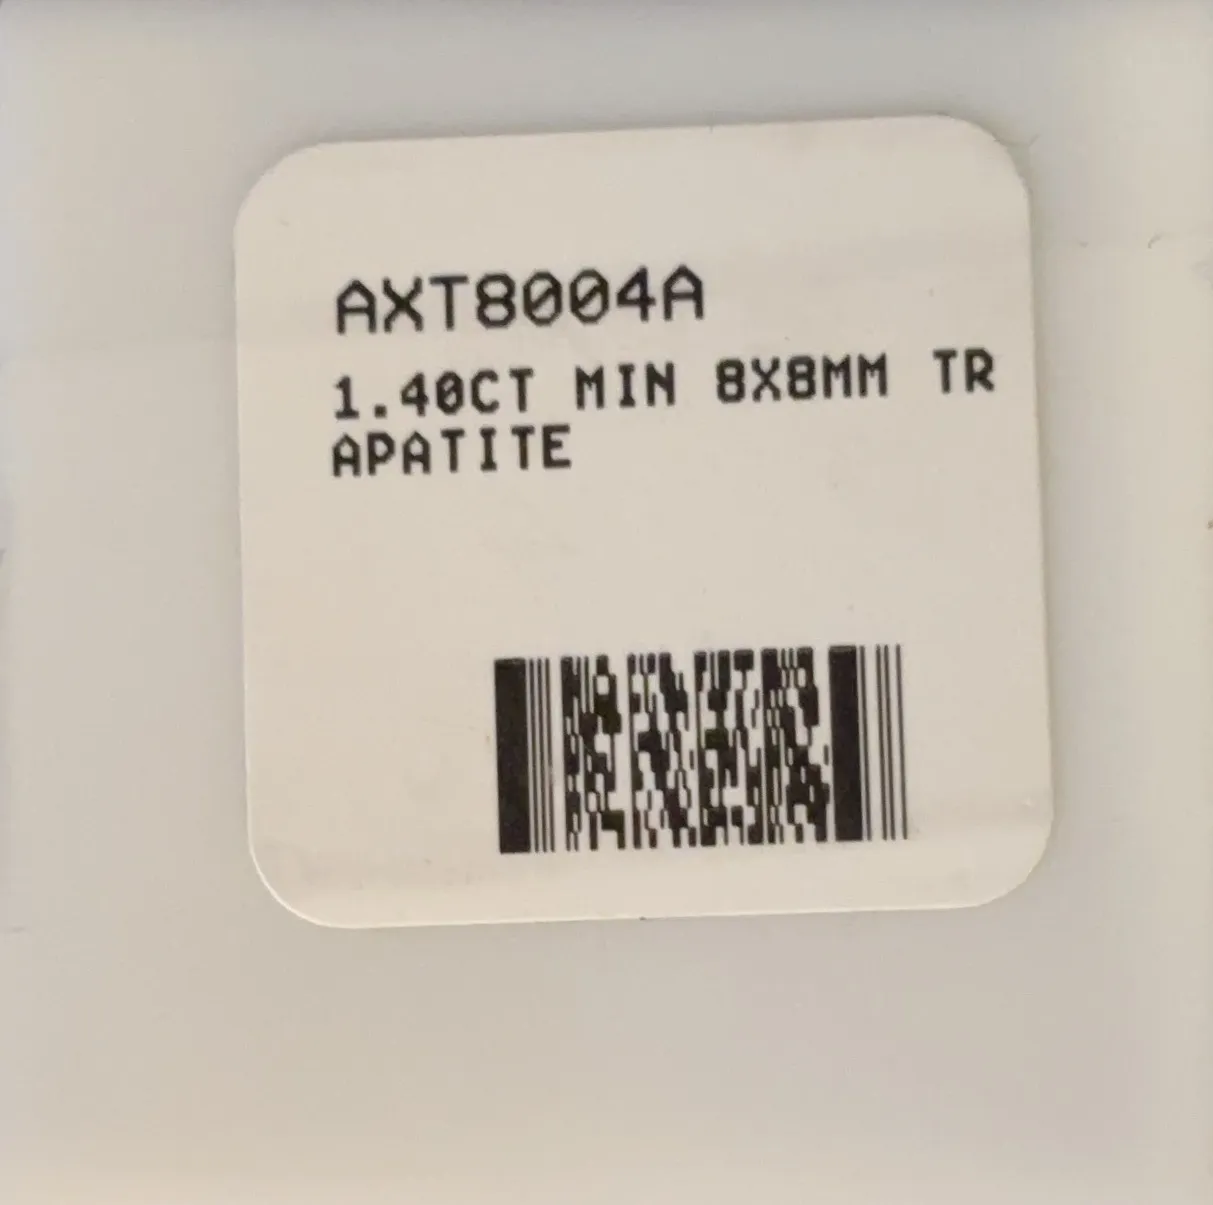 AXT8004A
1.40CT MIN 8X8MM TR
APATITE